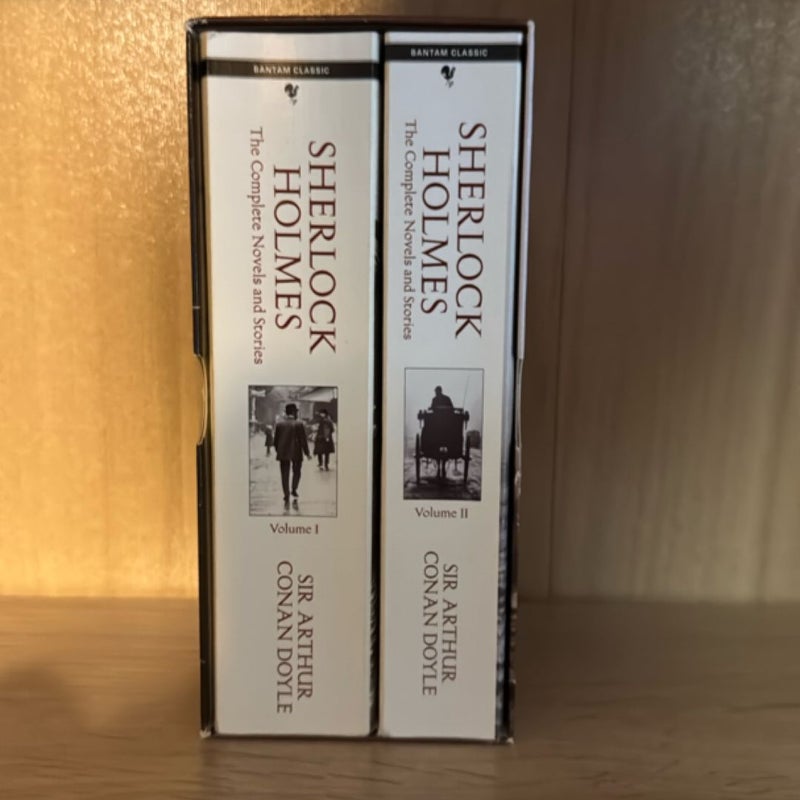 BANTAM CLASSIC
SHERLOCK
HOLMES
The Complete Novels and Stories
Volume I
SIR ARTHUR
CONAN DOYLE
BANTAM CLASSIC
SHERLOCK
HOLMES
The Complete Novels and Stories
Volume II
SIR ARTHUR
CONAN DOYLE